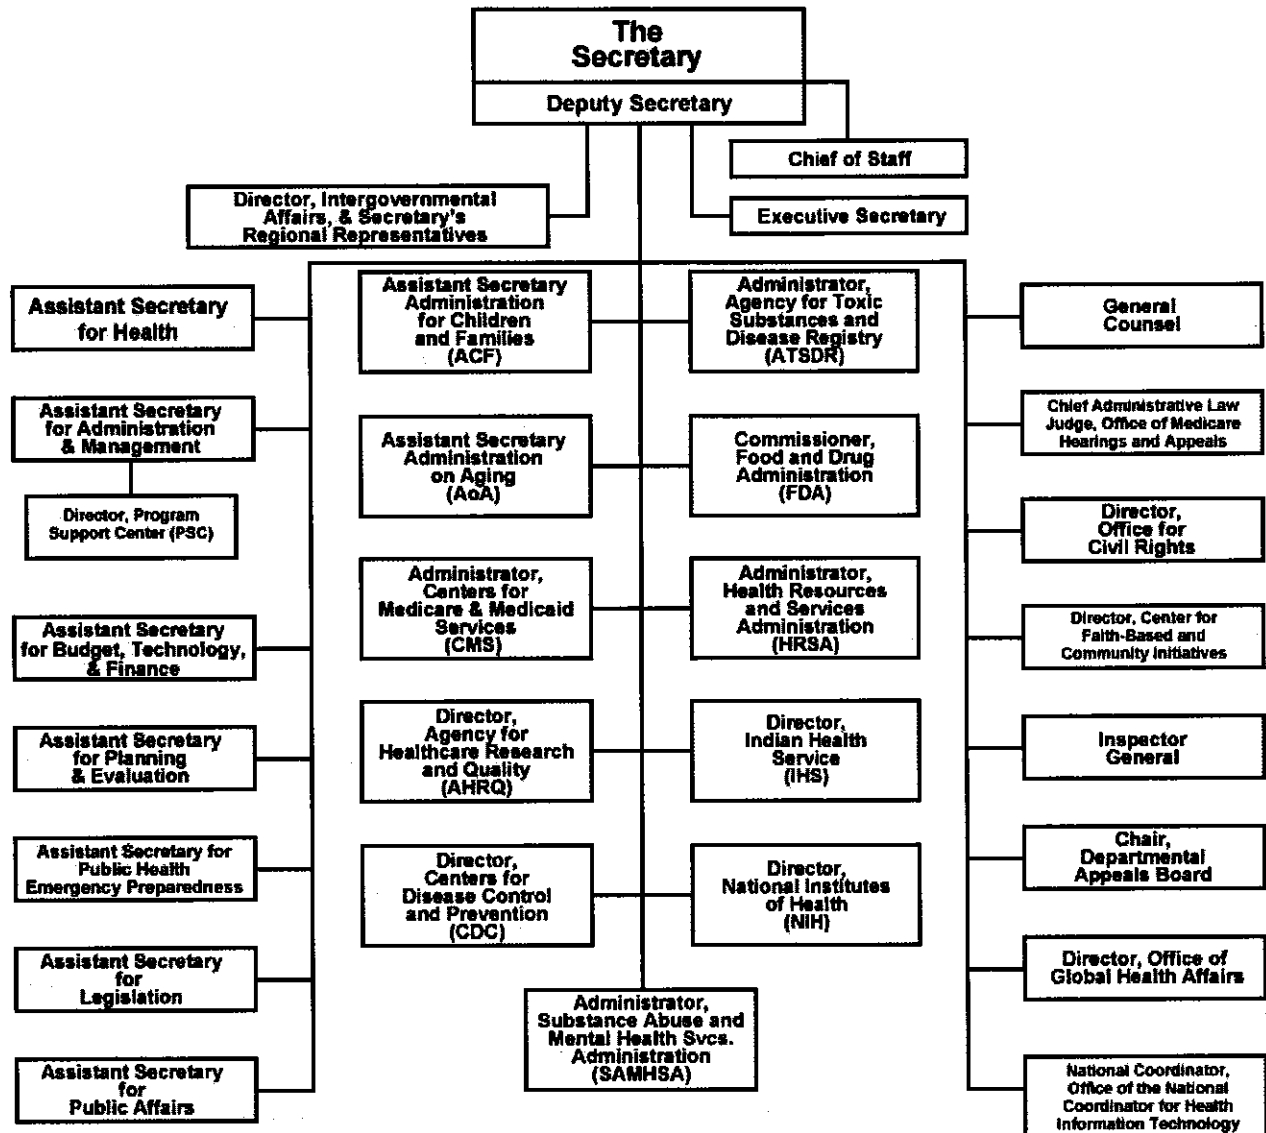 The
Secretary
Deputy Secretary
Chief of Staff
Director, Intergovernmental
Affairs, & Secretary's
Regional Representatives
Executive Secretary
Assistant Secretary
for Health
Assistant Secretary
for Administration
& Management
Director, Program
Support Center (PSC)
Assistant Secretary
for Budget, Technology,
& Finance
Assistant Secretary
for Planning
& Evaluation
Assistant Secretary for
Public Health
Emergency Preparedness
Assistant Secretary
for
Legislation
Assistant Secretary
for
Public Affairs
Assistant Secretary
Administration
for Children
and Families
(ACF)
Assistant Secretary
Administration
on Aging
(AoA)
Administrator,
Centers for
Medicare & Medicaid
Services
(CMS)
Director,
Agency for
Healthcare Research
and Quality
(AHRQ)
Director,
Centers for
Disease Control
and Prevention
(CDC)
Administrator,
Agency for Toxic
Substances and
Disease Registry
(ATSDR)
Commissioner,
Food and Drug
Administration
(FDA)
Administrator,
Health Resources
and Services
Administration
(HRSA)
Director,
Indian Health
Service
(IHS)
Director,
National Institutes
of Health
(NIH)
Administrator,
Substance Abuse and
Mental Health Svcs.
Administration
(SAMHSA)
General
Counsel
Chief Administrative Law
Judge, Office of Medicare
Hearings and Appeals
Director,
Office for
Civil Rights
Director, Center for
Faith-Based and
Community Initiatives
Inspector
General
Chair,
Departmental
Appeals Board
Director, Office of
Global Health Affairs
National Coordinator,
Office of the National
Coordinator for Health
Information Technology